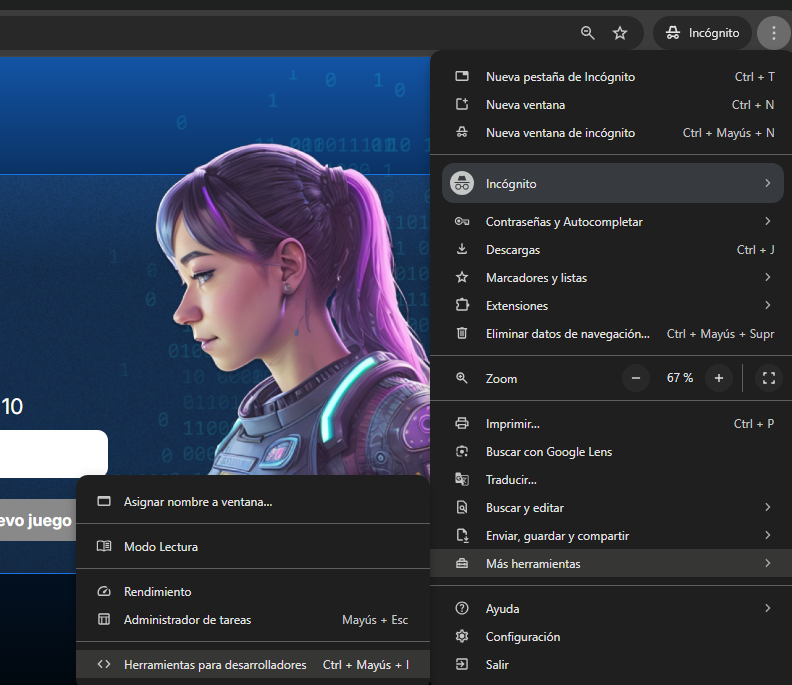 Incógnito
Nueva pestaña de Incógnito Ctrl + T
Nueva ventana Ctrl + N
Nueva ventana de incógnito Ctrl + Mayús + N
Incógnito
Contraseñas y Autocompletar
Descargas Ctrl + J
Marcadores y listas
Extensiones
Eliminar datos de navegación... Ctrl + Mayús + Supr
Zoom − 67 % +
Imprimir... Ctrl + P
Buscar con Google Lens
Traducir...
Buscar y editar
Enviar, guardar y compartir
Más herramientas
Ayuda
Configuración
Salir
10
evo juego
Asignar nombre a ventana...
Modo Lectura
Rendimiento
Administrador de tareas Mayús + Esc
Herramientas para desarrolladores Ctrl + Mayús + I